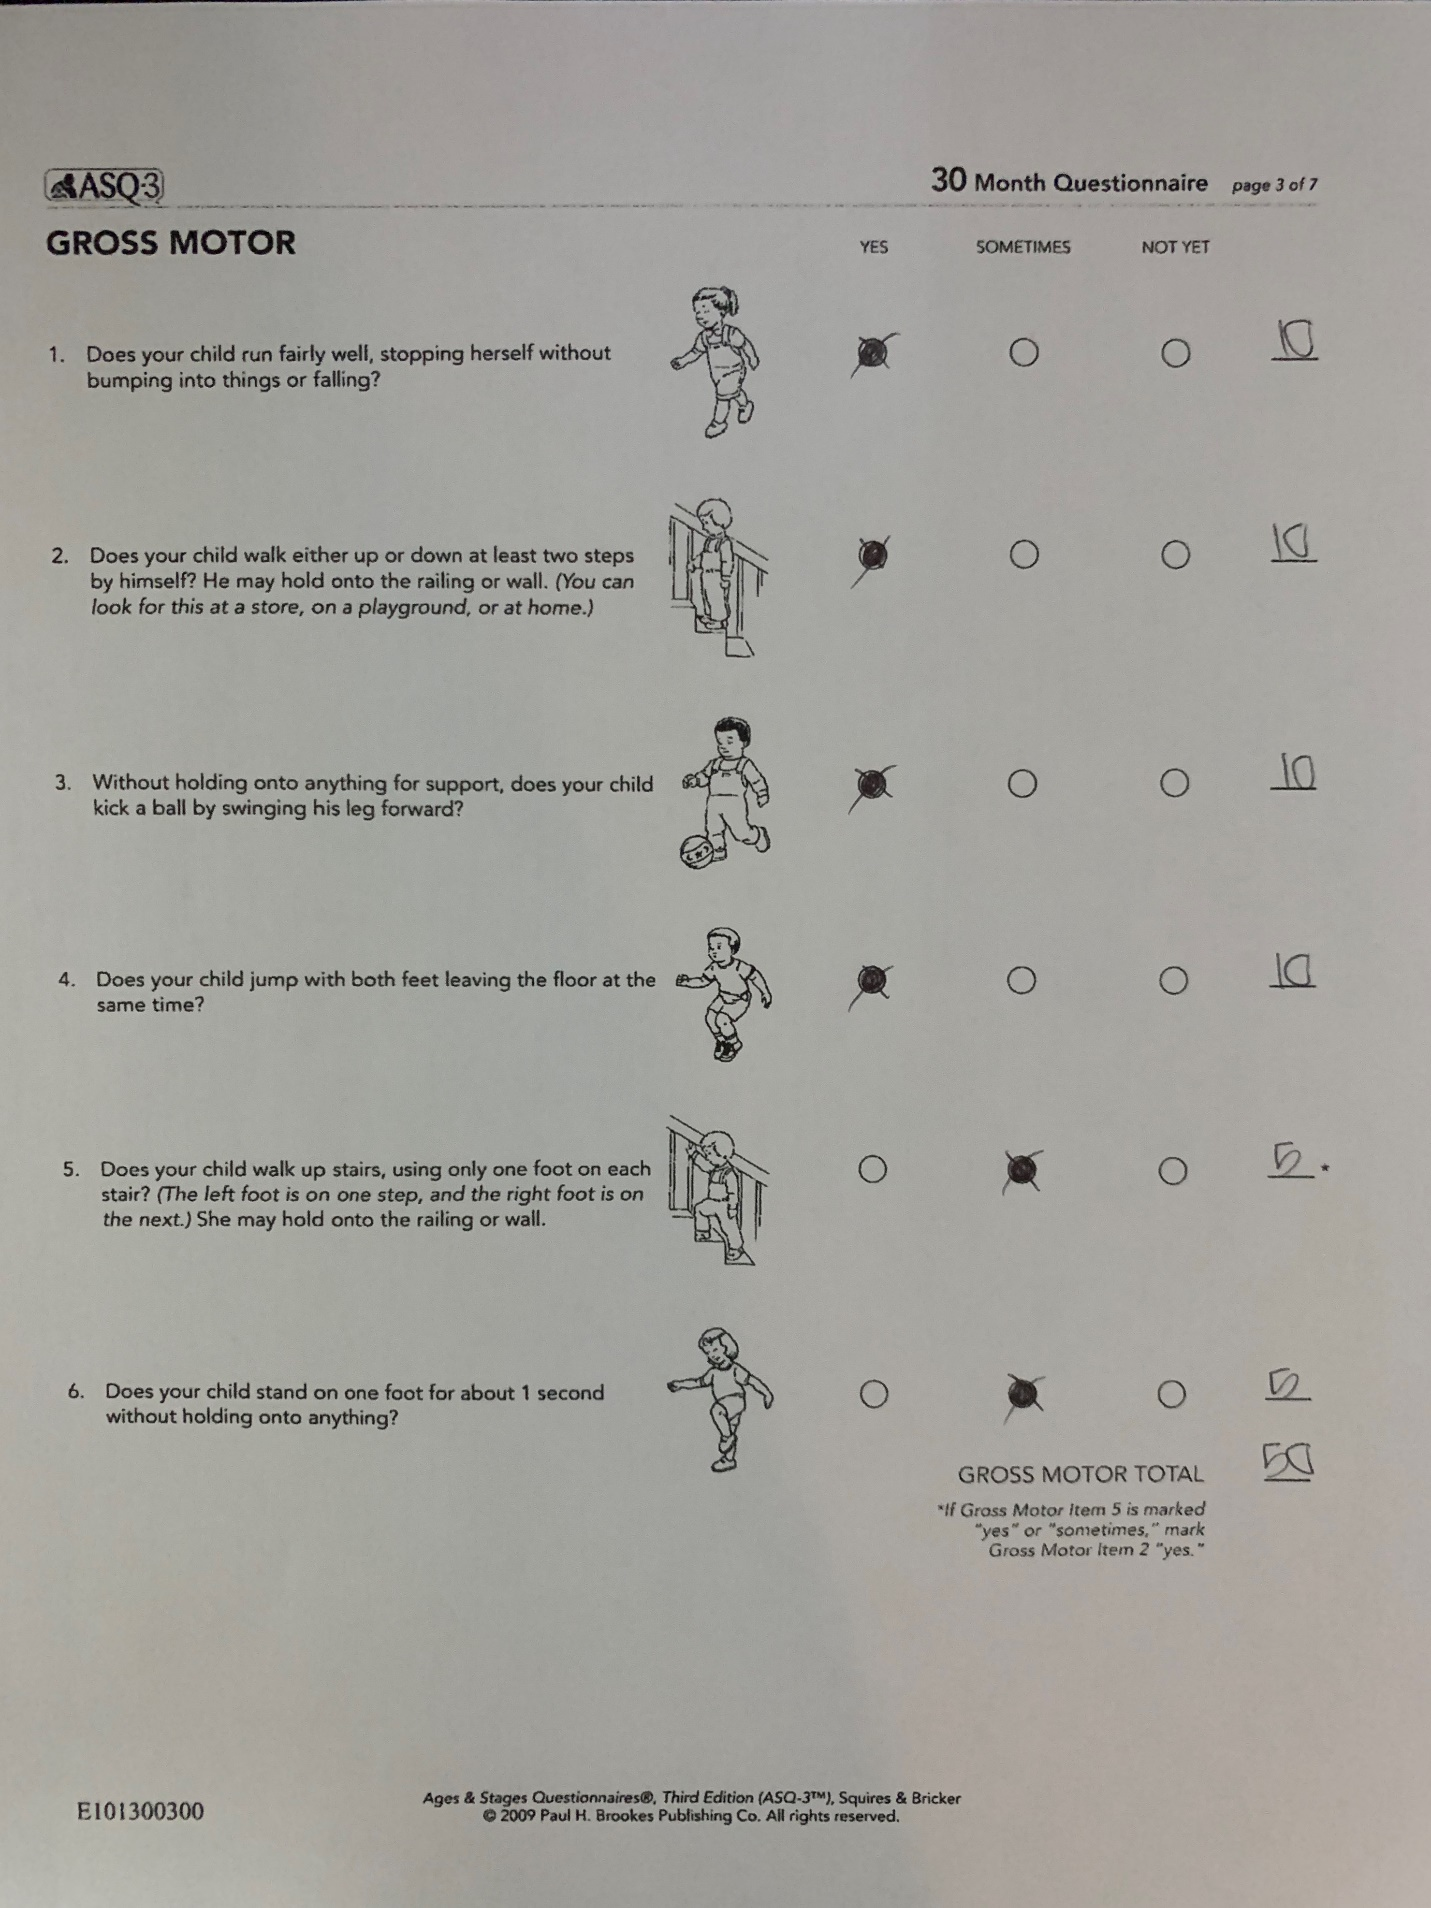 ASQ-3
30 Month Questionnaire page 3 of 7
GROSS MOTOR
YES SOMETIMES NOT YET
1. Does your child run fairly well, stopping herself without
bumping into things or falling?
10
2. Does your child walk either up or down at least two steps
by himself? He may hold onto the railing or wall. (You can
look for this at a store, on a playground, or at home.)
10
3. Without holding onto anything for support, does your child
kick a ball by swinging his leg forward?
10
4. Does your child jump with both feet leaving the floor at the
same time?
10
5. Does your child walk up stairs, using only one foot on each
stair? (The left foot is on one step, and the right foot is on
the next.) She may hold onto the railing or wall.
5 *
6. Does your child stand on one foot for about 1 second
without holding onto anything?
5
GROSS MOTOR TOTAL 50
*If Gross Motor Item 5 is marked
"yes" or "sometimes," mark
Gross Motor Item 2 "yes."
Ages & Stages Questionnaires®, Third Edition (ASQ-3™), Squires & Bricker
© 2009 Paul H. Brookes Publishing Co. All rights reserved.
E101300300